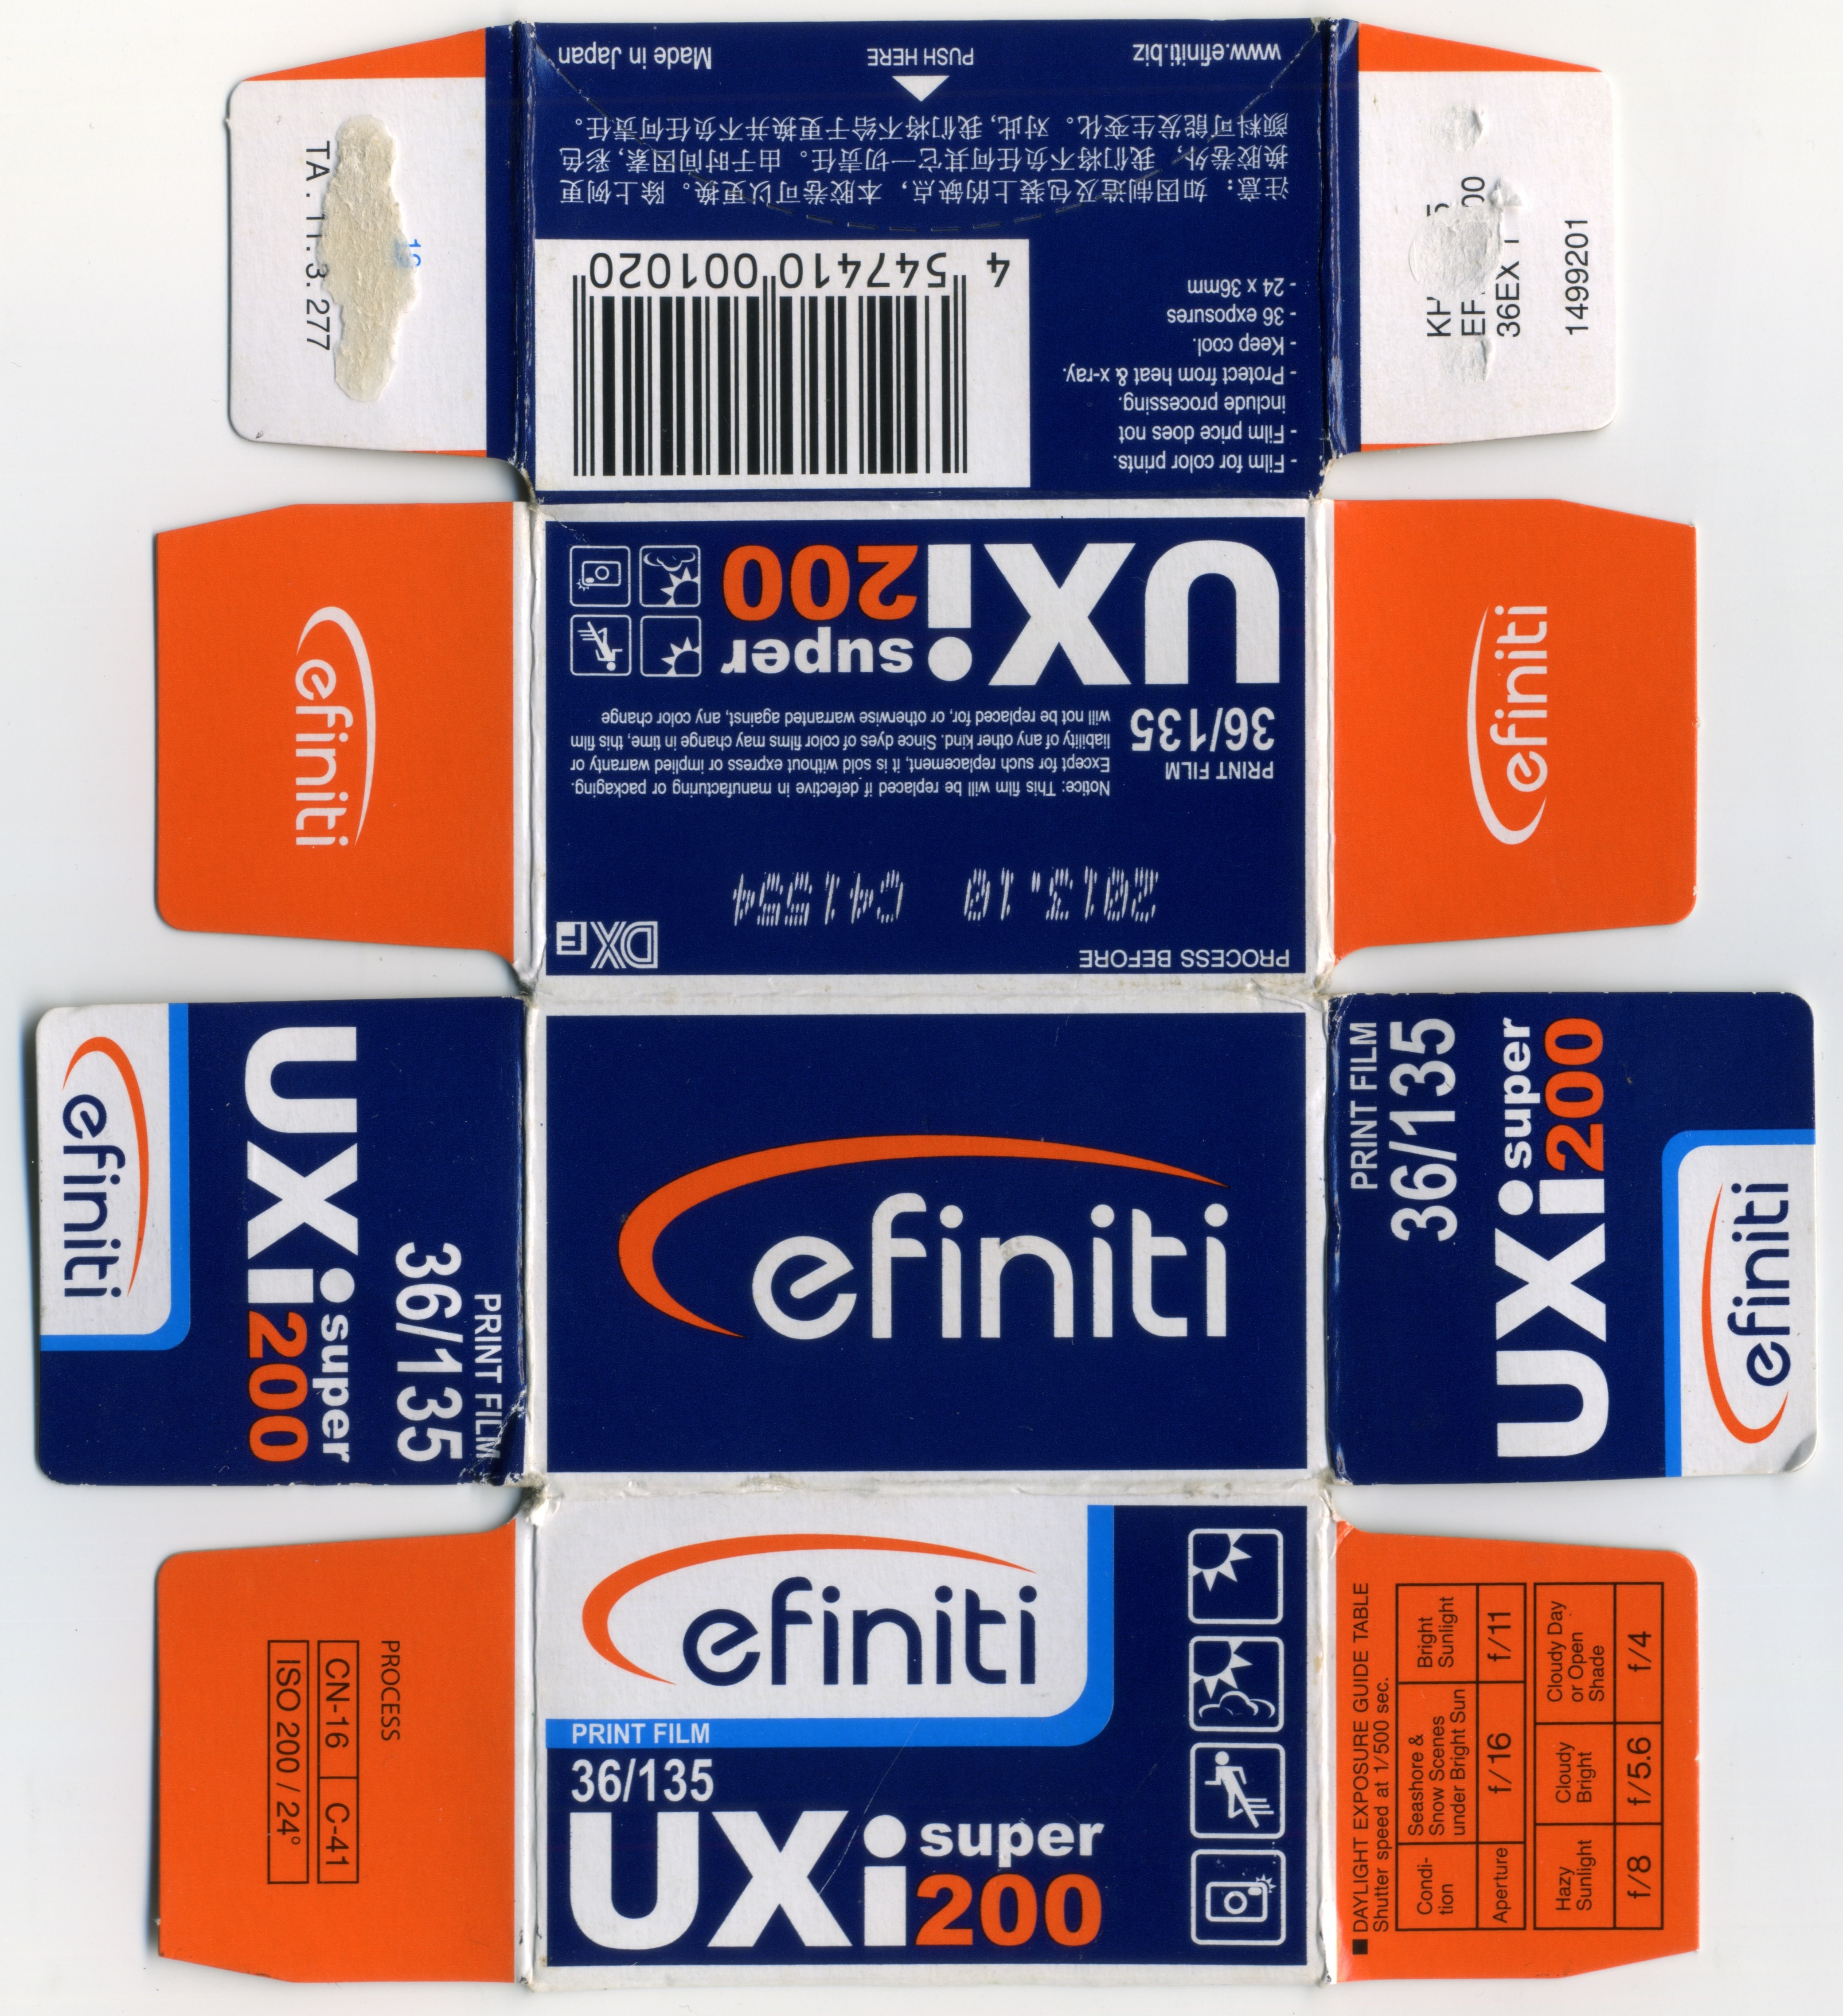 www.efiniti.biz
PUSH HERE
Made in Japan
注意：如因制造及包装上的缺点，本胶卷可以更换。除上例更
换胶卷外，我们将不负任何其它一切责任。由于时间因素，彩色
颜料可能发生变化。对此，我们将不给于更换并不负任何责任。
- Film for color prints.
- Film price does not
include processing.
- Protect from heat & x-ray.
- Keep cool.
- 36 exposures
- 24 x 36mm
4 547410 001020
TA . 11. 3. 277
36EX
1499201
PROCESS BEFORE
2013.10 C41554
DX F
Notice: This film will be replaced if defective in manufacturing or packaging.
Except for such replacement, it is sold without express or implied warranty or
liability of any other kind. Since dyes of color films may change in time, this film
will not be replaced for, or otherwise warranted against, any color change
PRINT FILM
36/135
UXi super 200
efiniti
efiniti
efiniti
UXi super 200
36/135
PRINT FILM
efiniti
PRINT FILM
36/135
UXi super 200
efiniti
efiniti
PRINT FILM
36/135
UXi super
200
PROCESS
CN-16 C-41
ISO 200 / 24°
■ DAYLIGHT EXPOSURE GUIDE TABLE
Shutter speed at 1/500 sec.
Condi-
tion
Seashore &
Snow Scenes
under Bright Sun
Bright
Sunlight
Aperture f/16 f/11
Hazy
Sunlight
Cloudy
Bright
Cloudy Day
or Open
Shade
f/8 f/5.6 f/4